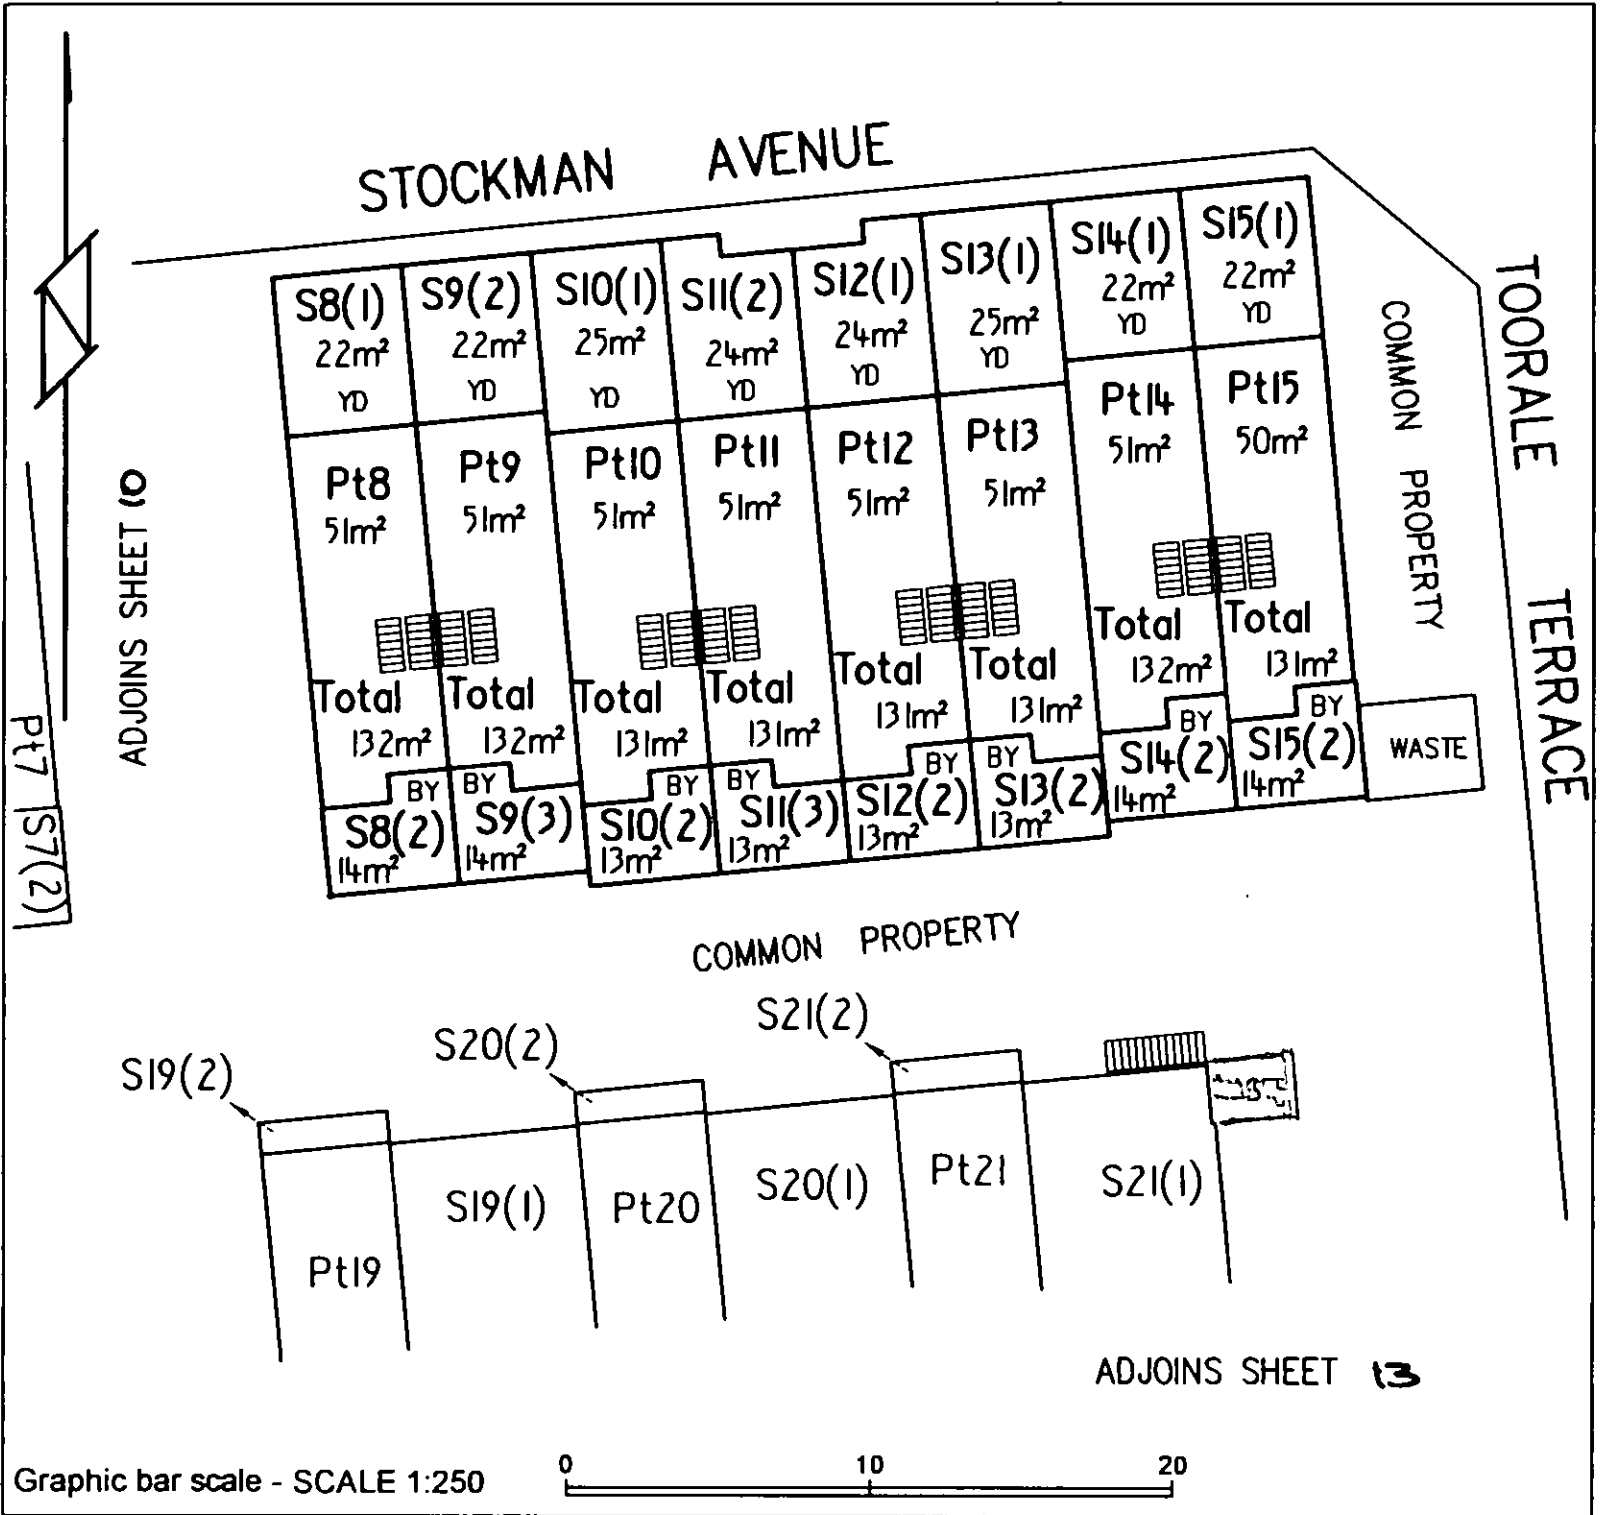 STOCKMAN AVENUE
TOORALE TERRACE
COMMON PROPERTY
ADJOINS SHEET 10
Pt7 S7(2)
S8(1)
22m²
YD
S9(2)
22m²
YD
S10(1)
25m²
YD
S11(2)
24m²
YD
S12(1)
24m²
YD
S13(1)
25m²
YD
S14(1)
22m²
YD
S15(1)
22m²
YD
Pt8
51m²
Total
132m²
Pt9
51m²
Total
132m²
Pt10
51m²
Total
131m²
Pt11
51m²
Total
131m²
Pt12
51m²
Total
131m²
Pt13
51m²
Total
131m²
Pt14
51m²
Total
132m²
Pt15
50m²
Total
131m²
BY
S8(2)
14m²
BY
S9(3)
14m²
BY
S10(2)
13m²
BY
S11(3)
13m²
BY
S12(2)
13m²
BY
S13(2)
13m²
BY
S14(2)
14m²
BY
S15(2)
14m²
WASTE
COMMON PROPERTY
S19(2)
S20(2)
S21(2)
Pt19
S19(1)
Pt20
S20(1)
Pt21
S21(1)
ADJOINS SHEET 13
Graphic bar scale - SCALE 1:250
0 10 20